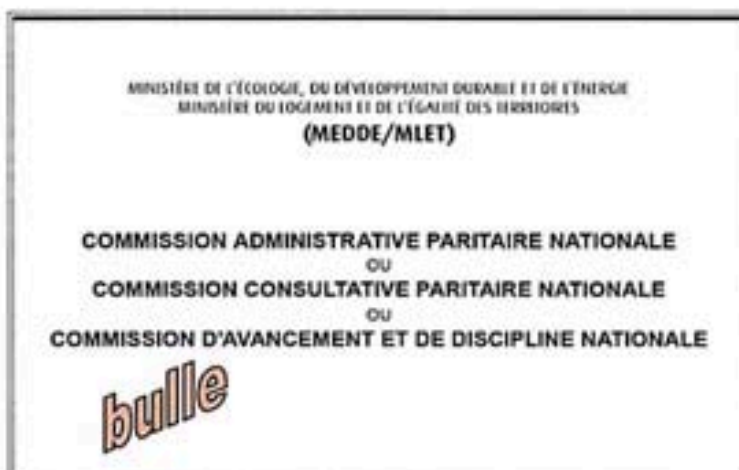 MINISTÈRE DE L'ÉCOLOGIE, DU DÉVELOPPEMENT DURABLE ET DE L'ÉNERGIE
MINISTÈRE DU LOGEMENT ET DE L'ÉGALITÉ DES TERRITOIRES
(MEDDE/MLET)
COMMISSION ADMINISTRATIVE PARITAIRE NATIONALE
OU
COMMISSION CONSULTATIVE PARITAIRE NATIONALE
OU
COMMISSION D'AVANCEMENT ET DE DISCIPLINE NATIONALE
bulle